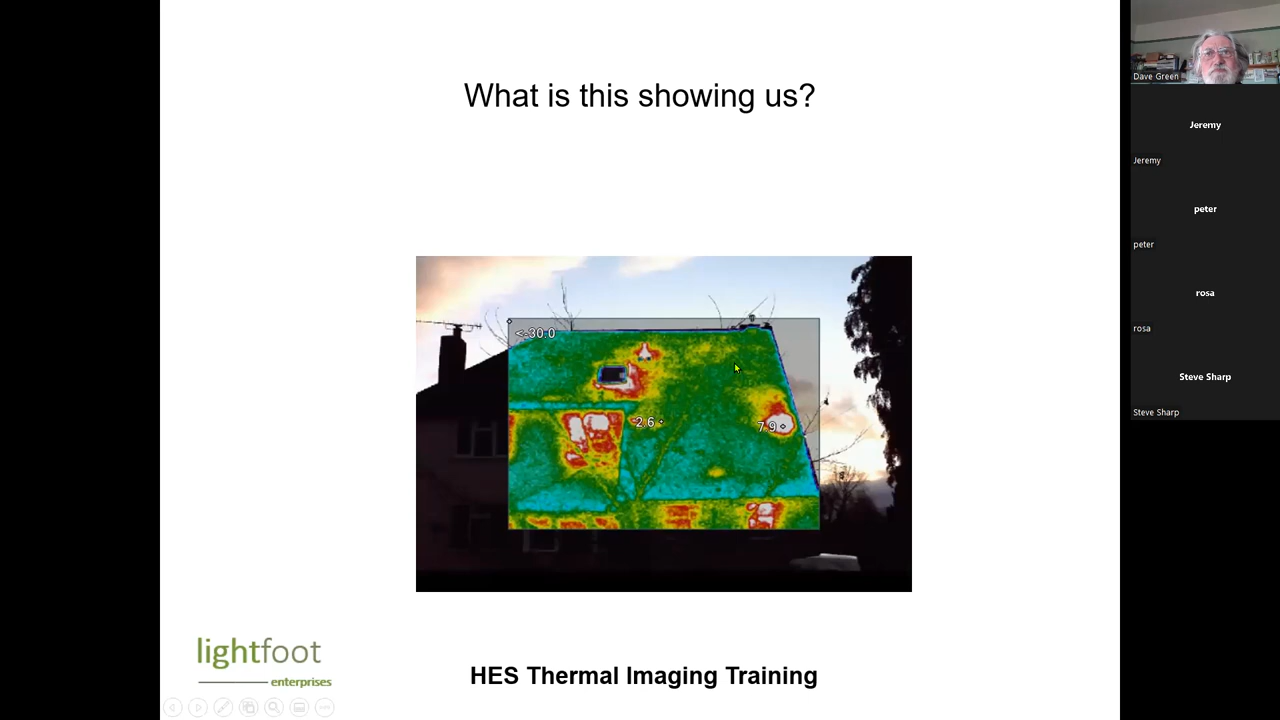 What is this showing us?
<-30.0
-2.6
7.9
lightfoot
enterprises
HES Thermal Imaging Training
Dave Green
Jeremy
Jeremy
peter
peter
rosa
rosa
Steve Sharp
Steve Sharp